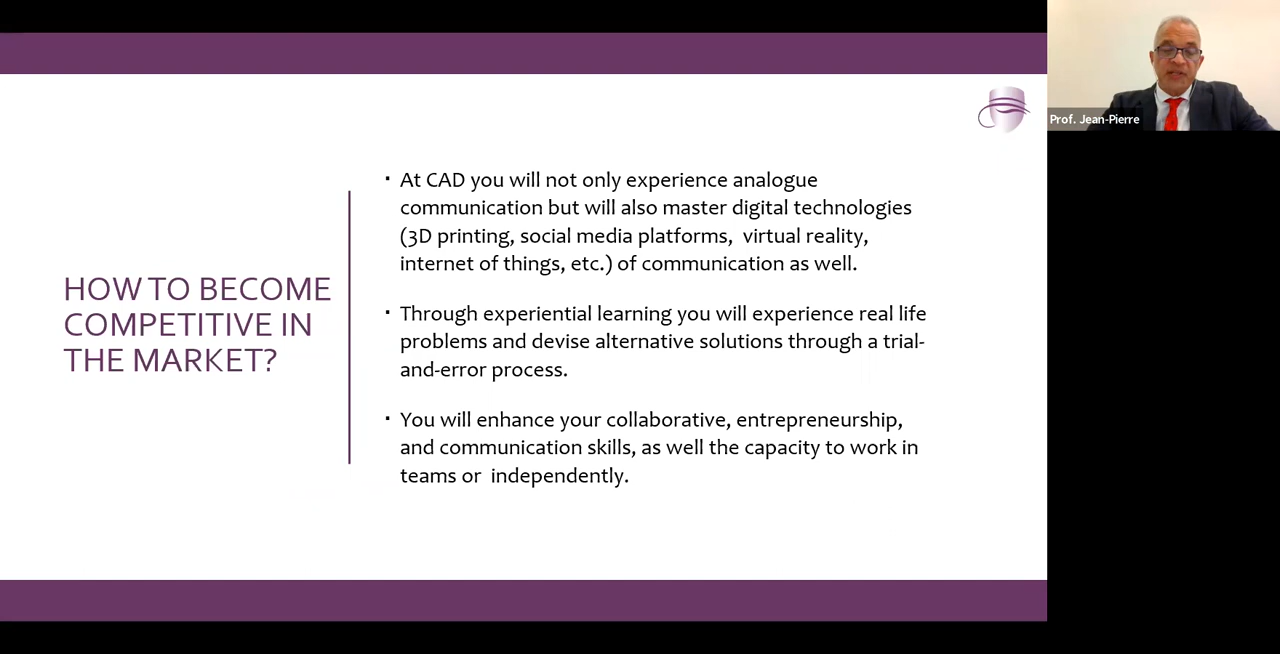 HOW TO BECOME
COMPETITIVE IN
THE MARKET?
▪ At CAD you will not only experience analogue
communication but will also master digital technologies
(3D printing, social media platforms,  virtual reality,
internet of things, etc.) of communication as well.
▪ Through experiential learning you will experience real life
problems and devise alternative solutions through a trial-
and-error process.
▪ You will enhance your collaborative, entrepreneurship,
and communication skills, as well the capacity to work in
teams or  independently.
Prof. Jean-Pierre